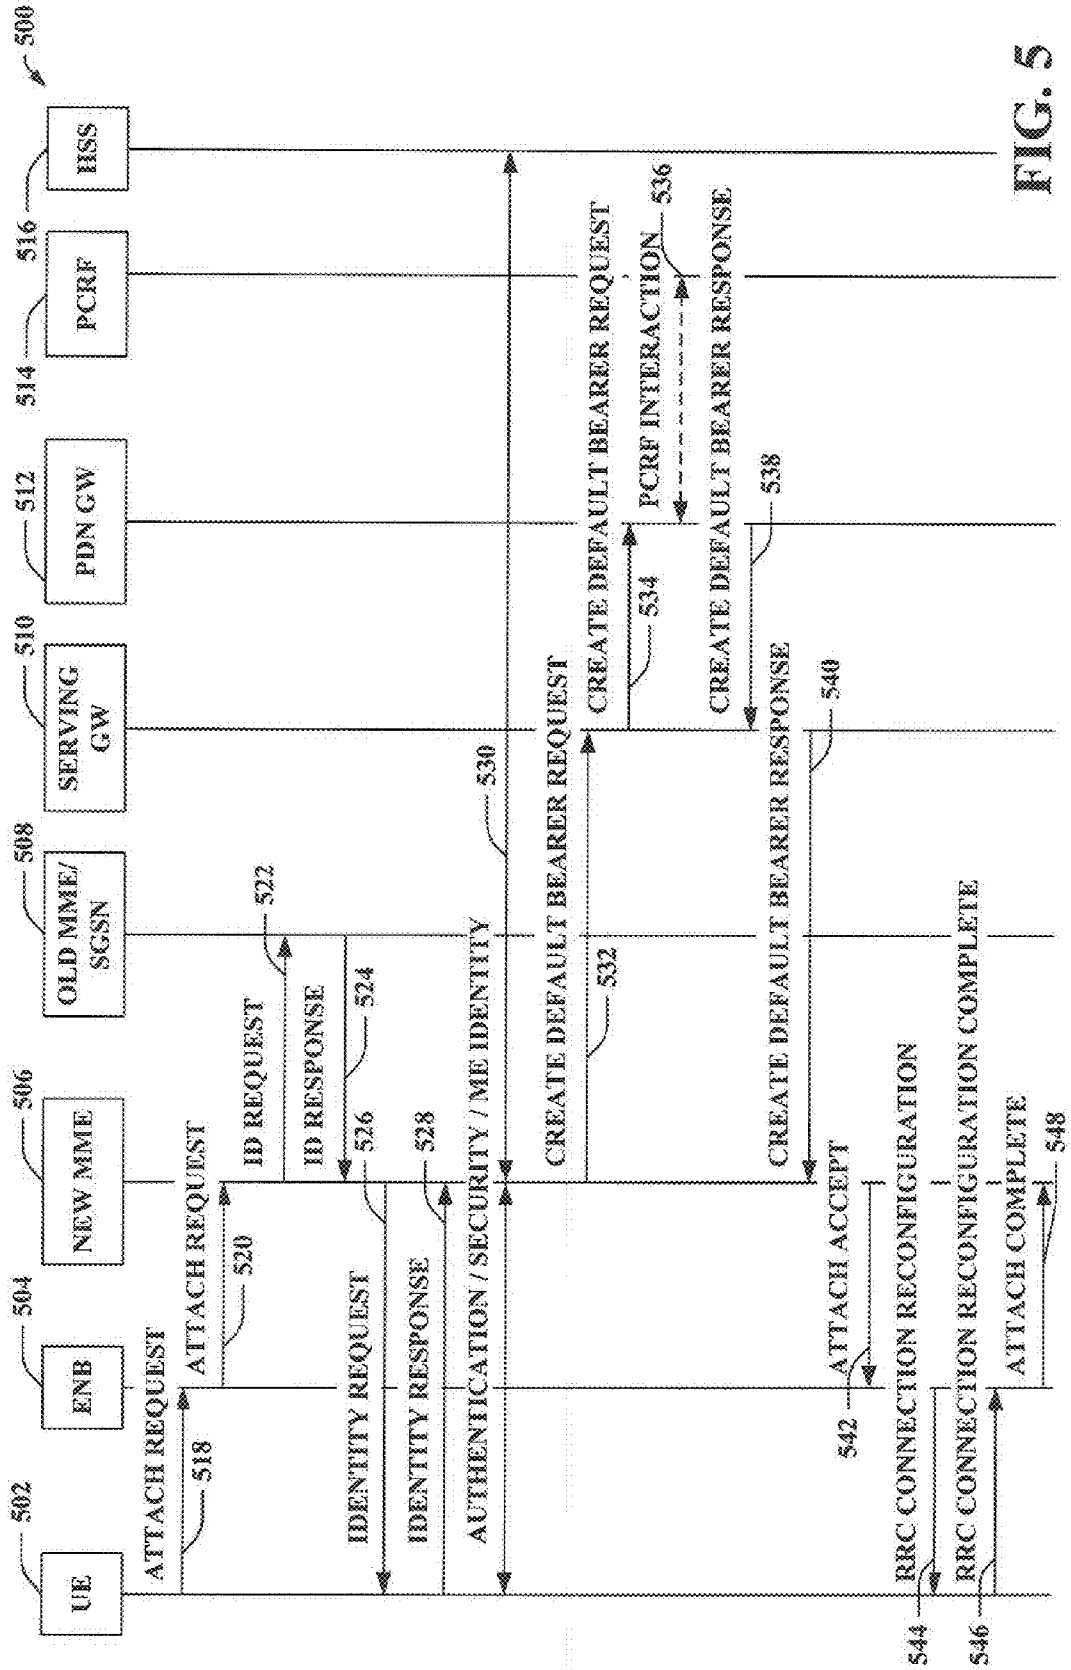 500
502
504
506
508
510
512
514
516
UE
ENB
NEW MME
OLD MME/
SGSN
SERVING
GW
PDN GW
PCRF
HSS
ATTACH REQUEST
518
ATTACH REQUEST
520
ID REQUEST
522
ID RESPONSE
524
IDENTITY REQUEST
526
IDENTITY RESPONSE
528
AUTHENTICATION / SECURITY / ME IDENTITY
530
CREATE DEFAULT BEARER REQUEST
532
CREATE DEFAULT BEARER REQUEST
534
PCRF INTERACTION
536
CREATE DEFAULT BEARER RESPONSE
538
CREATE DEFAULT BEARER RESPONSE
540
ATTACH ACCEPT
542
RRC CONNECTION RECONFIGURATION
544
RRC CONNECTION RECONFIGURATION COMPLETE
546
ATTACH COMPLETE
548
FIG. 5